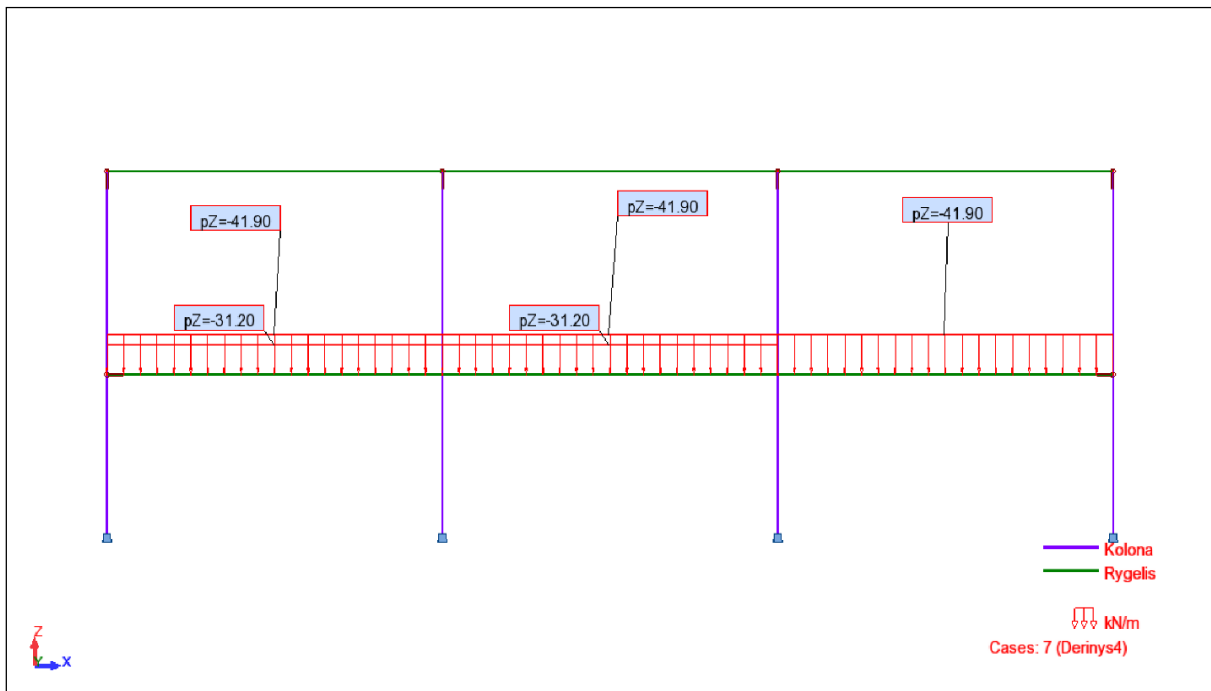 pZ=-41.90
pZ=-41.90
pZ=-41.90
pZ=-31.20
pZ=-31.20
Kolona
Rygelis
kN/m
Cases: 7 (Derinys4)
Z
Y
X